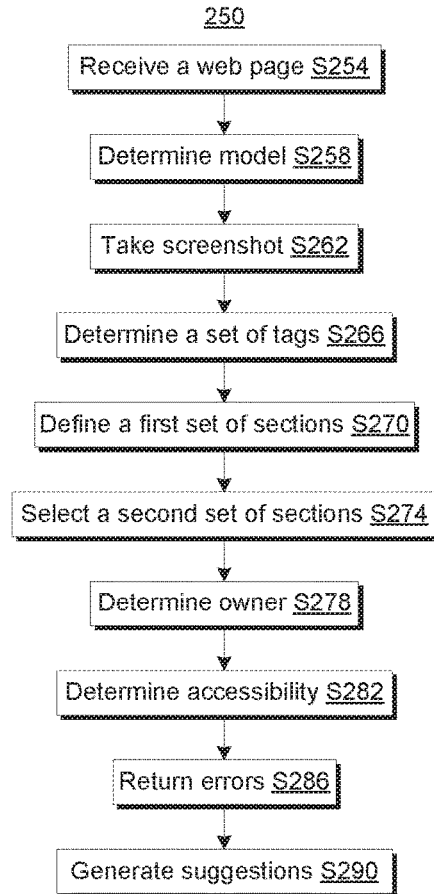 250
Receive a web page S254
Determine model S258
Take screenshot S262
Determine a set of tags S266
Define a first set of sections S270
Select a second set of sections S274
Determine owner S278
Determine accessibility S282
Return errors S286
Generate suggestions S290